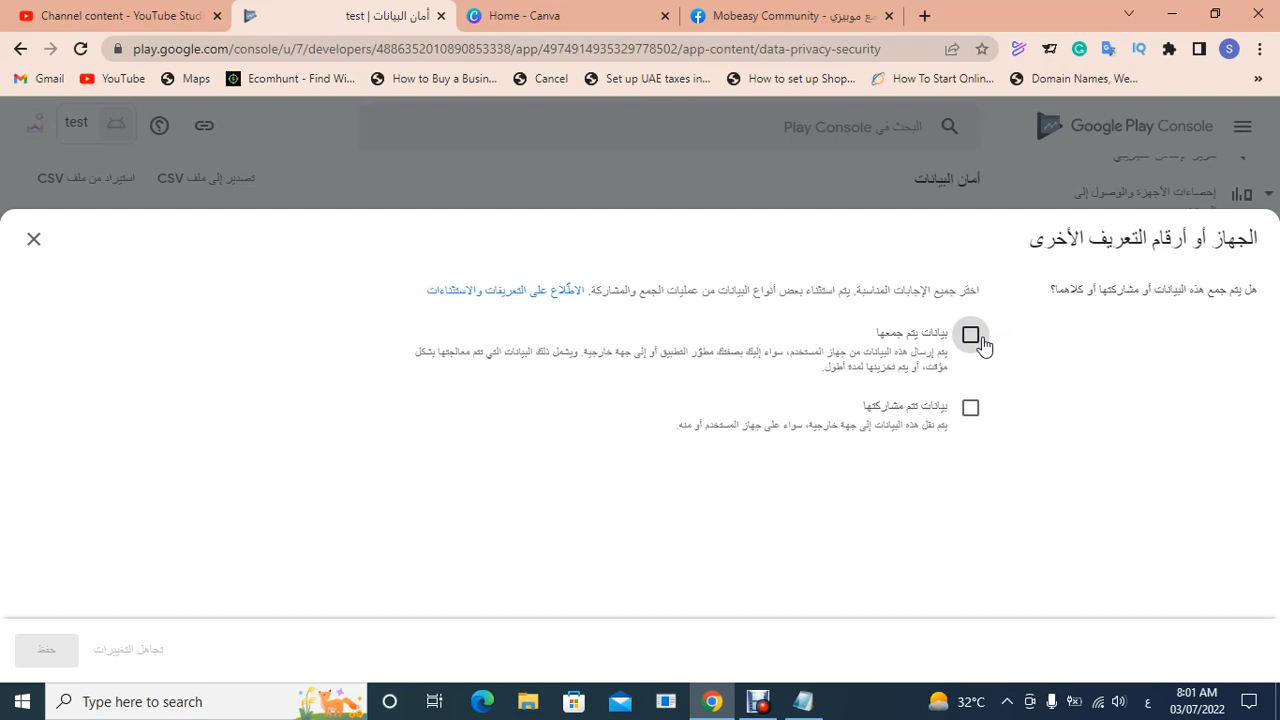 Channel content - YouTube Stud
test | أمان البيانات
Home - Canva
Mobeasy Community - مع موبيزي
play.google.com/console/u/7/developers/4886352010890853338/app/4974914935329778502/app-content/data-privacy-security
Gmail
YouTube
Maps
Ecomhunt - Find Wi...
How to Buy a Busin...
Cancel
Set up UAE taxes in...
How to set up Shop...
How To Start Onlin...
Domain Names, We...
»
Google Play Console
البحث في Play Console
test
إحصاءات الأجهزة والوصول إلى
أمان البيانات
تصدير إلى ملف CSV
استيراد من ملف CSV
الجهاز أو أرقام التعريف الأخرى
هل يتم جمع هذه البيانات أو مشاركتها أو كلاهما؟
اختَر جميع الإجابات المناسبة. يتم استثناء بعض أنواع البيانات من عمليات الجمع والمشاركة. الاطّلاع على التعريفات والاستثناءات
بيانات يتم جمعها
يتم إرسال هذه البيانات من جهاز المستخدم، سواء إليك بصفتك مطوّر التطبيق أو إلى جهة خارجية. ويشمل ذلك البيانات التي تتم معالجتها بشكل
مؤقت، أو يتم تخزينها لمدة أطول.
بيانات تتم مشاركتها
يتم نقل هذه البيانات إلى جهة خارجية، سواء على جهاز المستخدم أو منه.
تجاهل التغييرات
حفظ
Type here to search
32°C
8:01 AM
03/07/2022